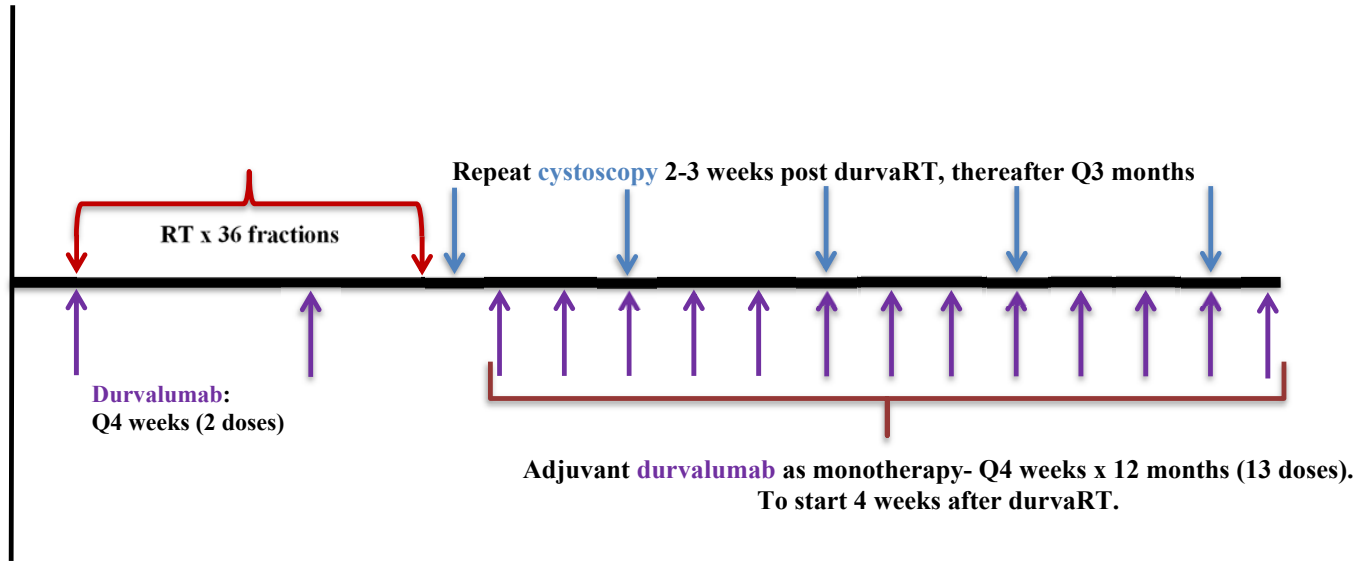 Repeat cystoscopy 2-3 weeks post durvaRT, thereafter Q3 months
RT x 36 fractions
Durvalumab:
Q4 weeks (2 doses)
Adjuvant durvalumab as monotherapy- Q4 weeks x 12 months (13 doses).
To start 4 weeks after durvaRT.